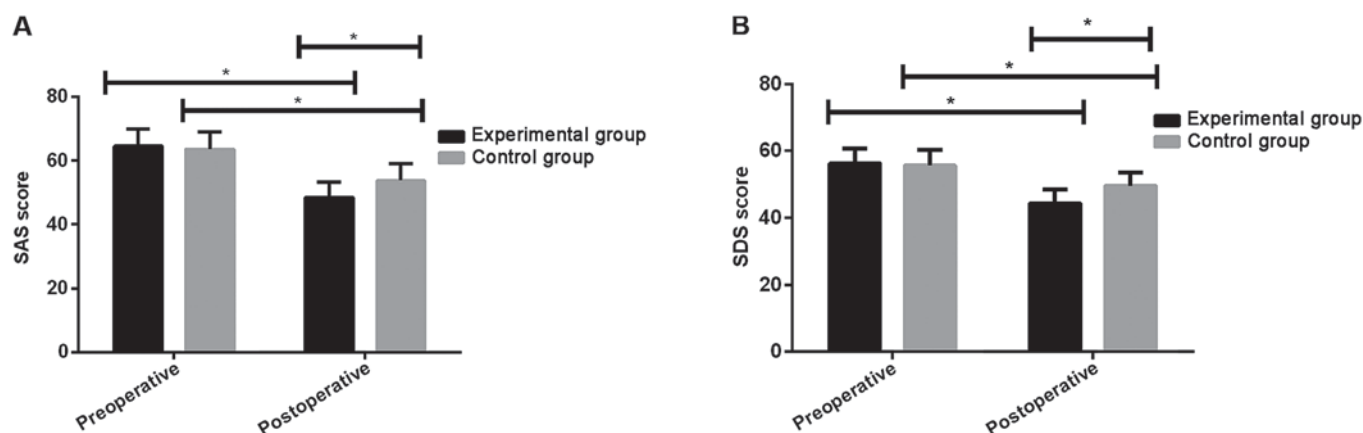 A
*
*
*
80
60
40
20
0
SAS score
Preoperative
Postoperative
Experimental group
Control group
B
*
*
*
80
60
40
20
0
SDS score
Preoperative
Postoperative
Experimental group
Control group